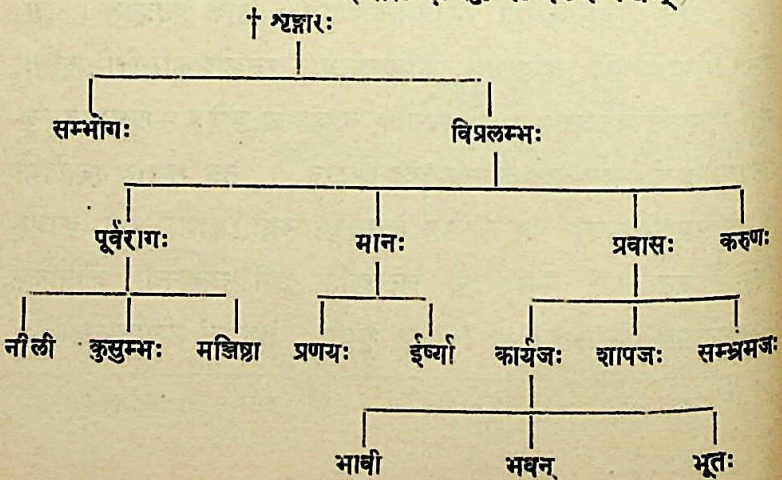 † शृङ्गारः
सम्भोगः विप्रलम्भः
पूर्वरागः मानः प्रवासः करुणः
नीली कुसुम्भः मञ्जिष्ठा प्रणयः ईर्ष्या कार्यजः शापजः सम्भ्रमजः
भावी भवन् भूतः